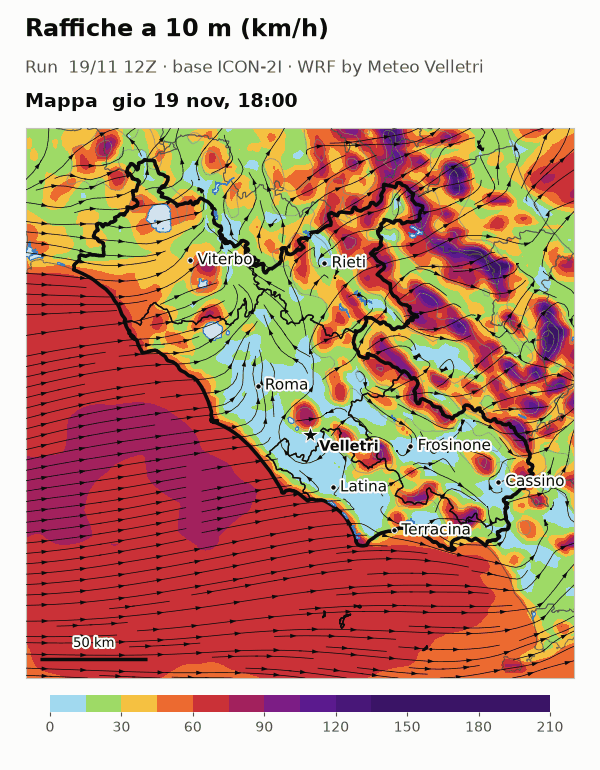 Raffiche a 10 m (km/h)
Run 19/11 12Z · base ICON-2I · WRF by Meteo Velletri
Mappa gio 19 nov, 18:00
Viterbo
Rieti
Roma
Velletri
Frosinone
Cassino
Latina
Terracina
50 km
0 30 60 90 120 150 180 210